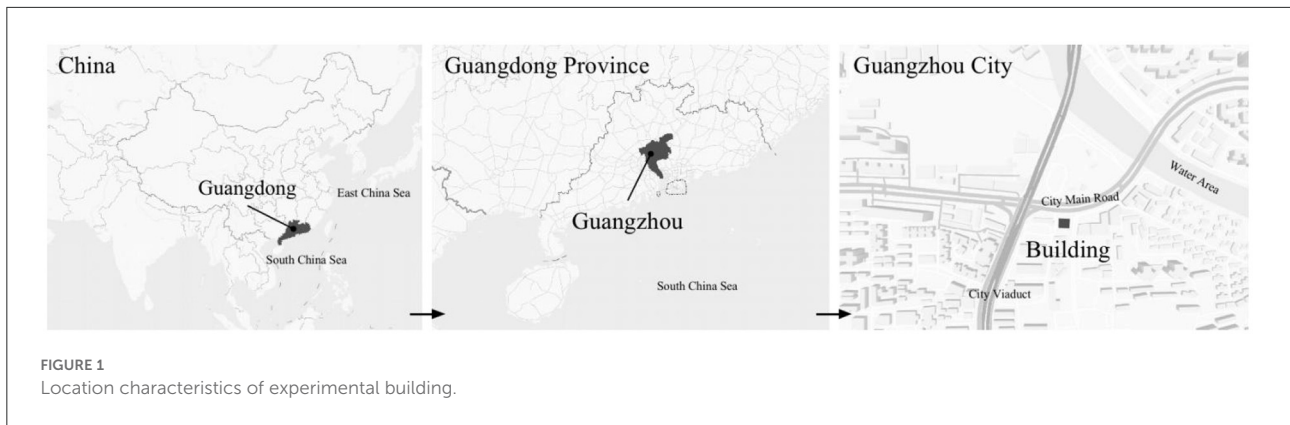 China
Guangdong
East China Sea
South China Sea
Guangdong Province
Guangzhou
South China Sea
Guangzhou City
Water Area
City Main Road
Building
City Viaduct
FIGURE 1
Location characteristics of experimental building.